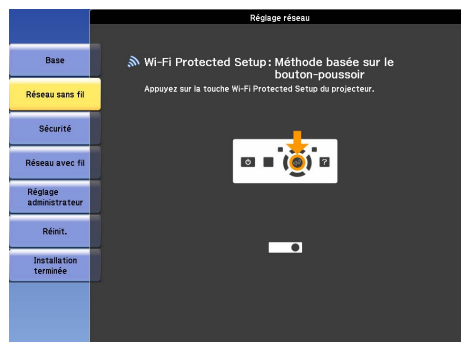 Réglage réseau
Base
Réseau sans fil
Sécurité
Réseau avec fil
Réglage
administrateur
Réinit.
Installation
terminée
Wi-Fi Protected Setup: Méthode basée sur le
bouton-poussoir
Appuyez sur la touche Wi-Fi Protected Setup du projecteur.
?